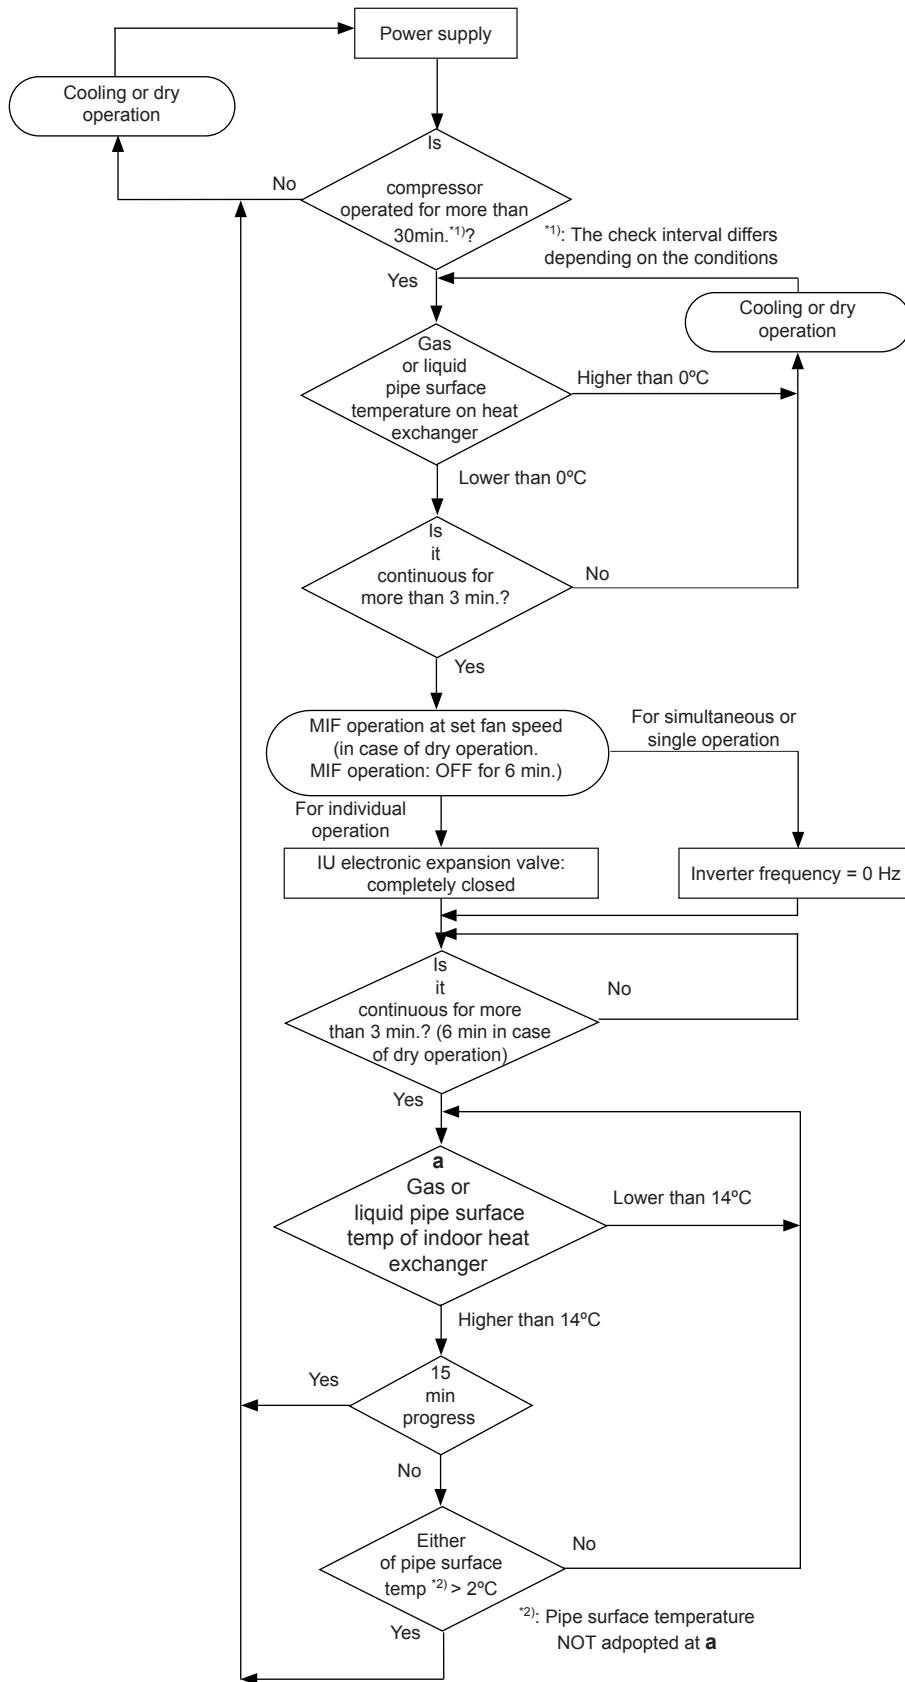 Power supply
Cooling or dry
operation
Is
compressor
operated for more than
30min.*1)?
No
*1): The check interval differs
depending on the conditions
Yes
Cooling or dry
operation
Gas
or liquid
pipe surface
temperature on heat
exchanger
Higher than 0ºC
Lower than 0ºC
Is
it
continuous for
more than 3 min.?
No
Yes
MIF operation at set fan speed
(in case of dry operation.
MIF operation: OFF for 6 min.)
For simultaneous or
single operation
For individual
operation
IU electronic expansion valve:
completely closed
Inverter frequency = 0 Hz
Is
it
continuous for more
than 3 min.? (6 min in case
of dry operation)
No
Yes
a
Gas or
liquid pipe surface
temp of indoor heat
exchanger
Lower than 14ºC
Higher than 14ºC
15
min
progress
Yes
No
Either
of pipe surface
temp *2) > 2ºC
No
Yes
*2): Pipe surface temperature
NOT adpopted at a